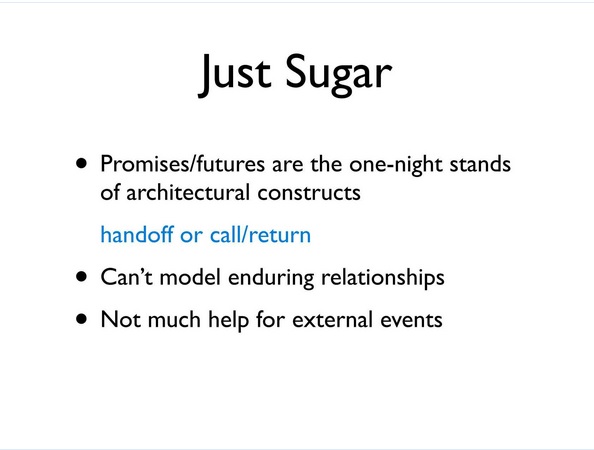 Just Sugar
• Promises/futures are the one-night stands
of architectural constructs
handoff or call/return
• Can’t model enduring relationships
• Not much help for external events